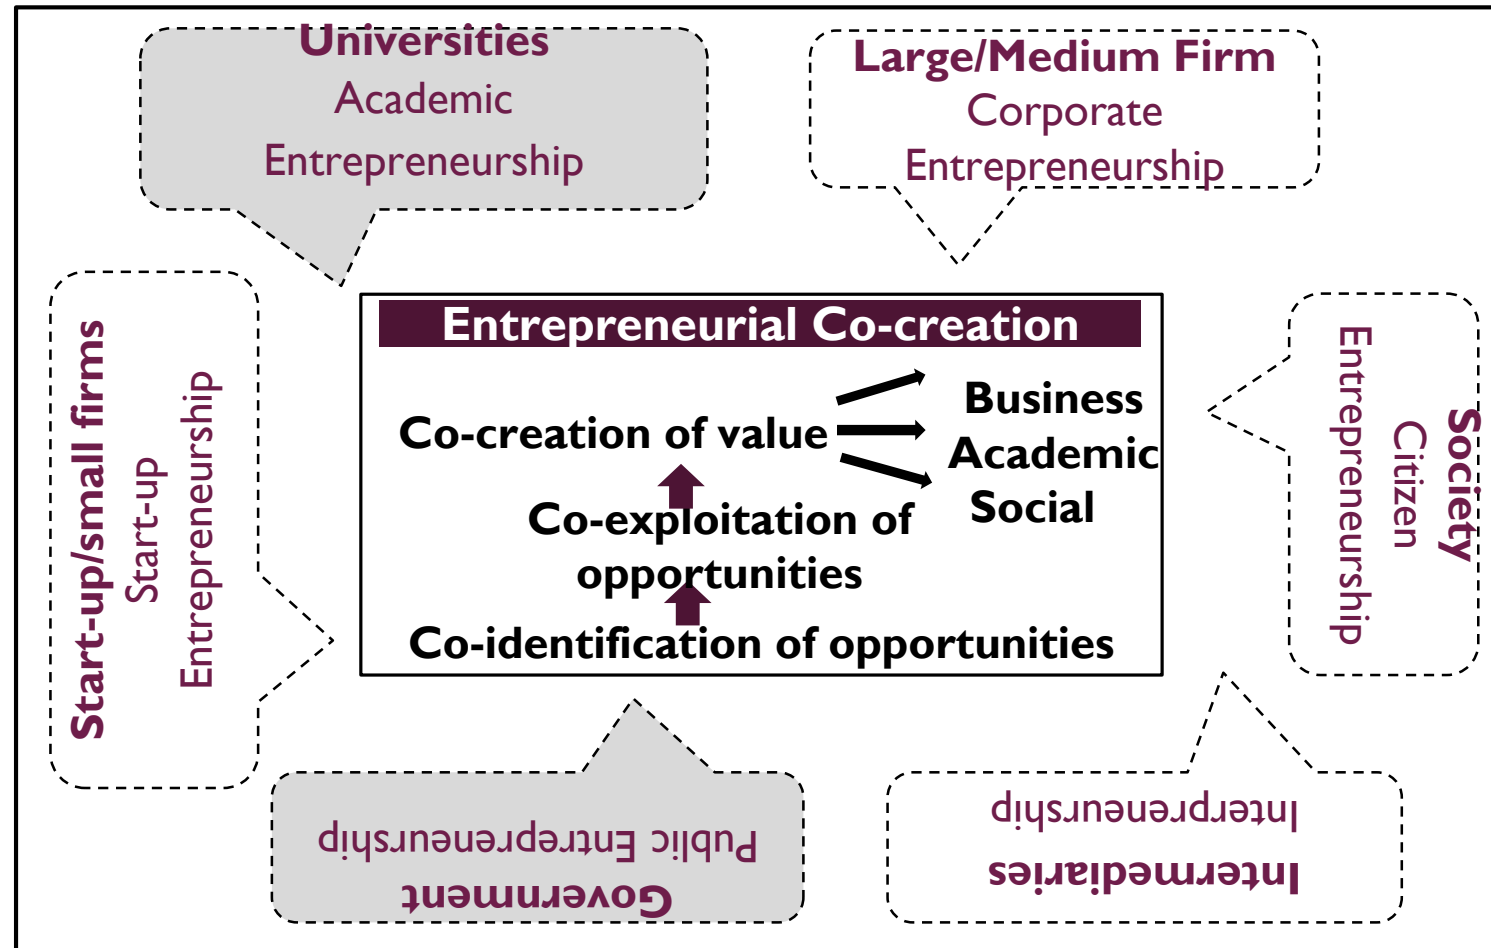 Universities
Academic
Entrepreneurship
Large/Medium Firm
Corporate
Entrepreneurship
Start-up/small firms
Start-up
Entrepreneurship
Entrepreneurial Co-creation
Co-creation of value
Business
Academic
Social
Co-exploitation of
opportunities
Co-identification of opportunities
Society
Citizen
Entrepreneurship
Government
Public Entrepreneurship
Intermediaries
Interpreneurship